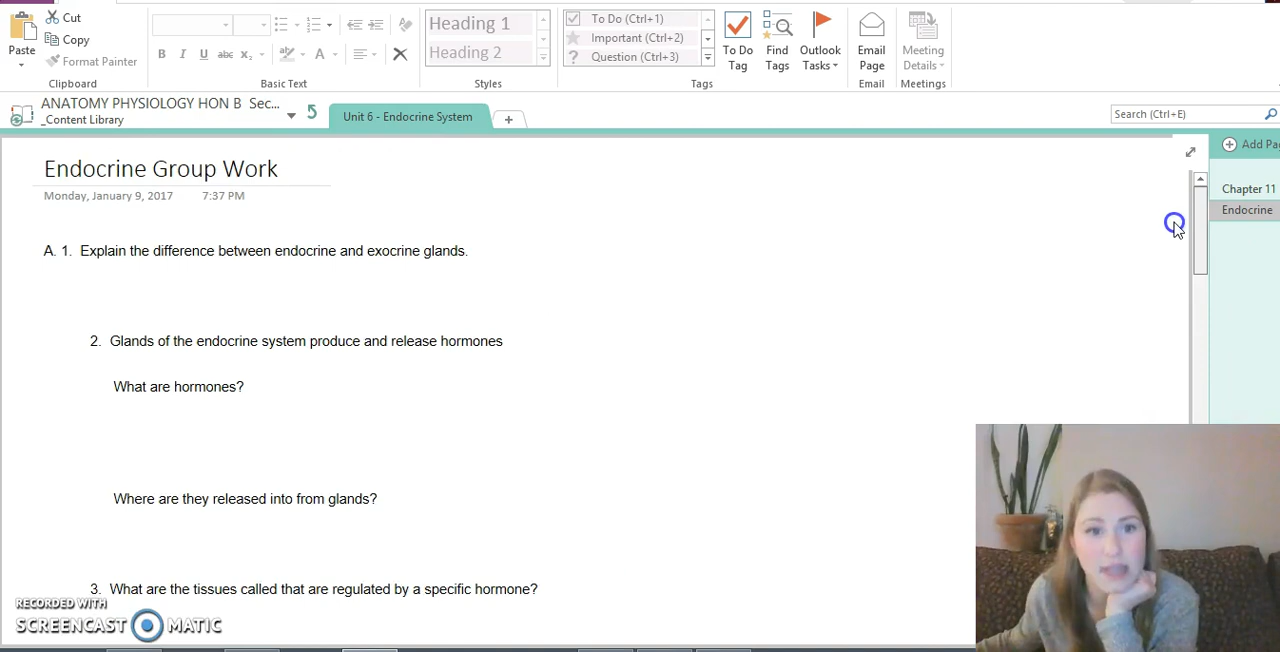 Cut
Copy
Format Painter
Paste
Clipboard
B I U abc x
A
Basic Text
Heading 1
Heading 2
Styles
To Do (Ctrl+1)
Important (Ctrl+2)
? Question (Ctrl+3)
To Do
Tag
Find
Tags
Outlook
Tasks
Tags
Email
Page
Email
Meeting
Details
Meetings
ANATOMY PHYSIOLOGY HON B Sec...
_Content Library
Unit 6 - Endocrine System
+
Search (Ctrl+E)
Endocrine Group Work
Monday, January 9, 2017 7:37 PM
Add Pa
Chapter 11
Endocrine
A. 1. Explain the difference between endocrine and exocrine glands.
2. Glands of the endocrine system produce and release hormones
What are hormones?
Where are they released into from glands?
3. What are the tissues called that are regulated by a specific hormone?
RECORDED WITH
SCREENCAST MATIC